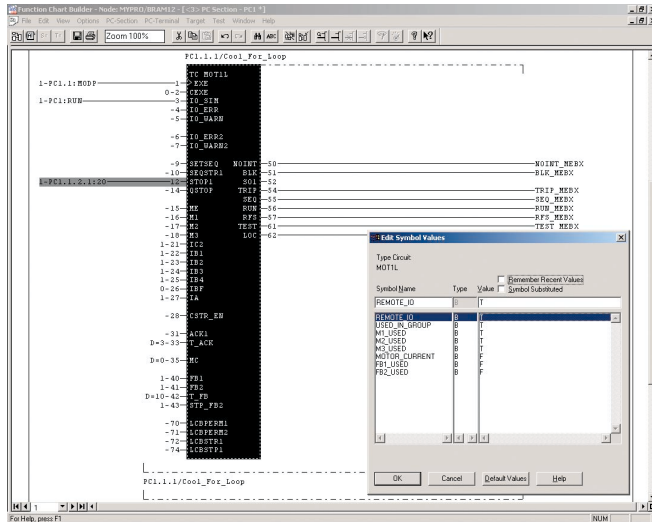 Function Chart Builder - Node: MYPRO/BRAM12 - [<3> PC Section - PC1 *]
File Edit View Options PC-Section PC-Terminal Target Test Window Help
Zoom 100%
PC1.1.1/Cool_For_Loop
TC MOT1L
1-PC1.1:MODP 1 >EXE
0-2 CEXE
1-PC1:RUN 3 IO_SIM
-4 IO_ERR
-5 IO_WARN
-6 IO_ERR2
-7 IO_WARN2
-9 SETSEQ NOINT 50 NOINT_MEBX
-10 SEQSTR1 BLK 51 BLK_MEBX
1-PC1.1.2.1:20 12 STOP1 SO1 52
-14 QSTOP TRIP 54 TRIP_MEBX
SEQ 55 SEQ_MEBX
-15 ME RUN 56 RUN_MEBX
-16 M1 RFS 57 RFS_MEBX
-17 M2 TEST 61 TEST_MEBX
-18 M3 LOC 62
1-21 IC2
1-22 IB1
1-23 IB2
1-24 IB3
1-25 IB4
0-26 IBF
1-27 IA
-28 CSTR_EN
-31 ACK1
D=3-33 T_ACK
D=0-35 MC
1-40 FB1
1-41 FB2
D=10-42 T_FB
1-43 STP_FB2
-70 LCBPERM1
-71 LCBPERM2
-72 LCBSTR1
-74 LCBSTP1
PC1.1.1/Cool_For_Loop
Edit Symbol Values
Type Circuit
MOT1L
Remember Recent Values
Symbol Name Type Value Symbol Substituted
REMOTE_IO B T
REMOTE_IO B T
USED_IN_GROUP B T
M1_USED B T
M2_USED B T
M3_USED B T
MOTOR_CURRENT B F
FB1_USED B F
FB2_USED B F
OK Cancel Default Values Help
1
For Help, press F1 NUM